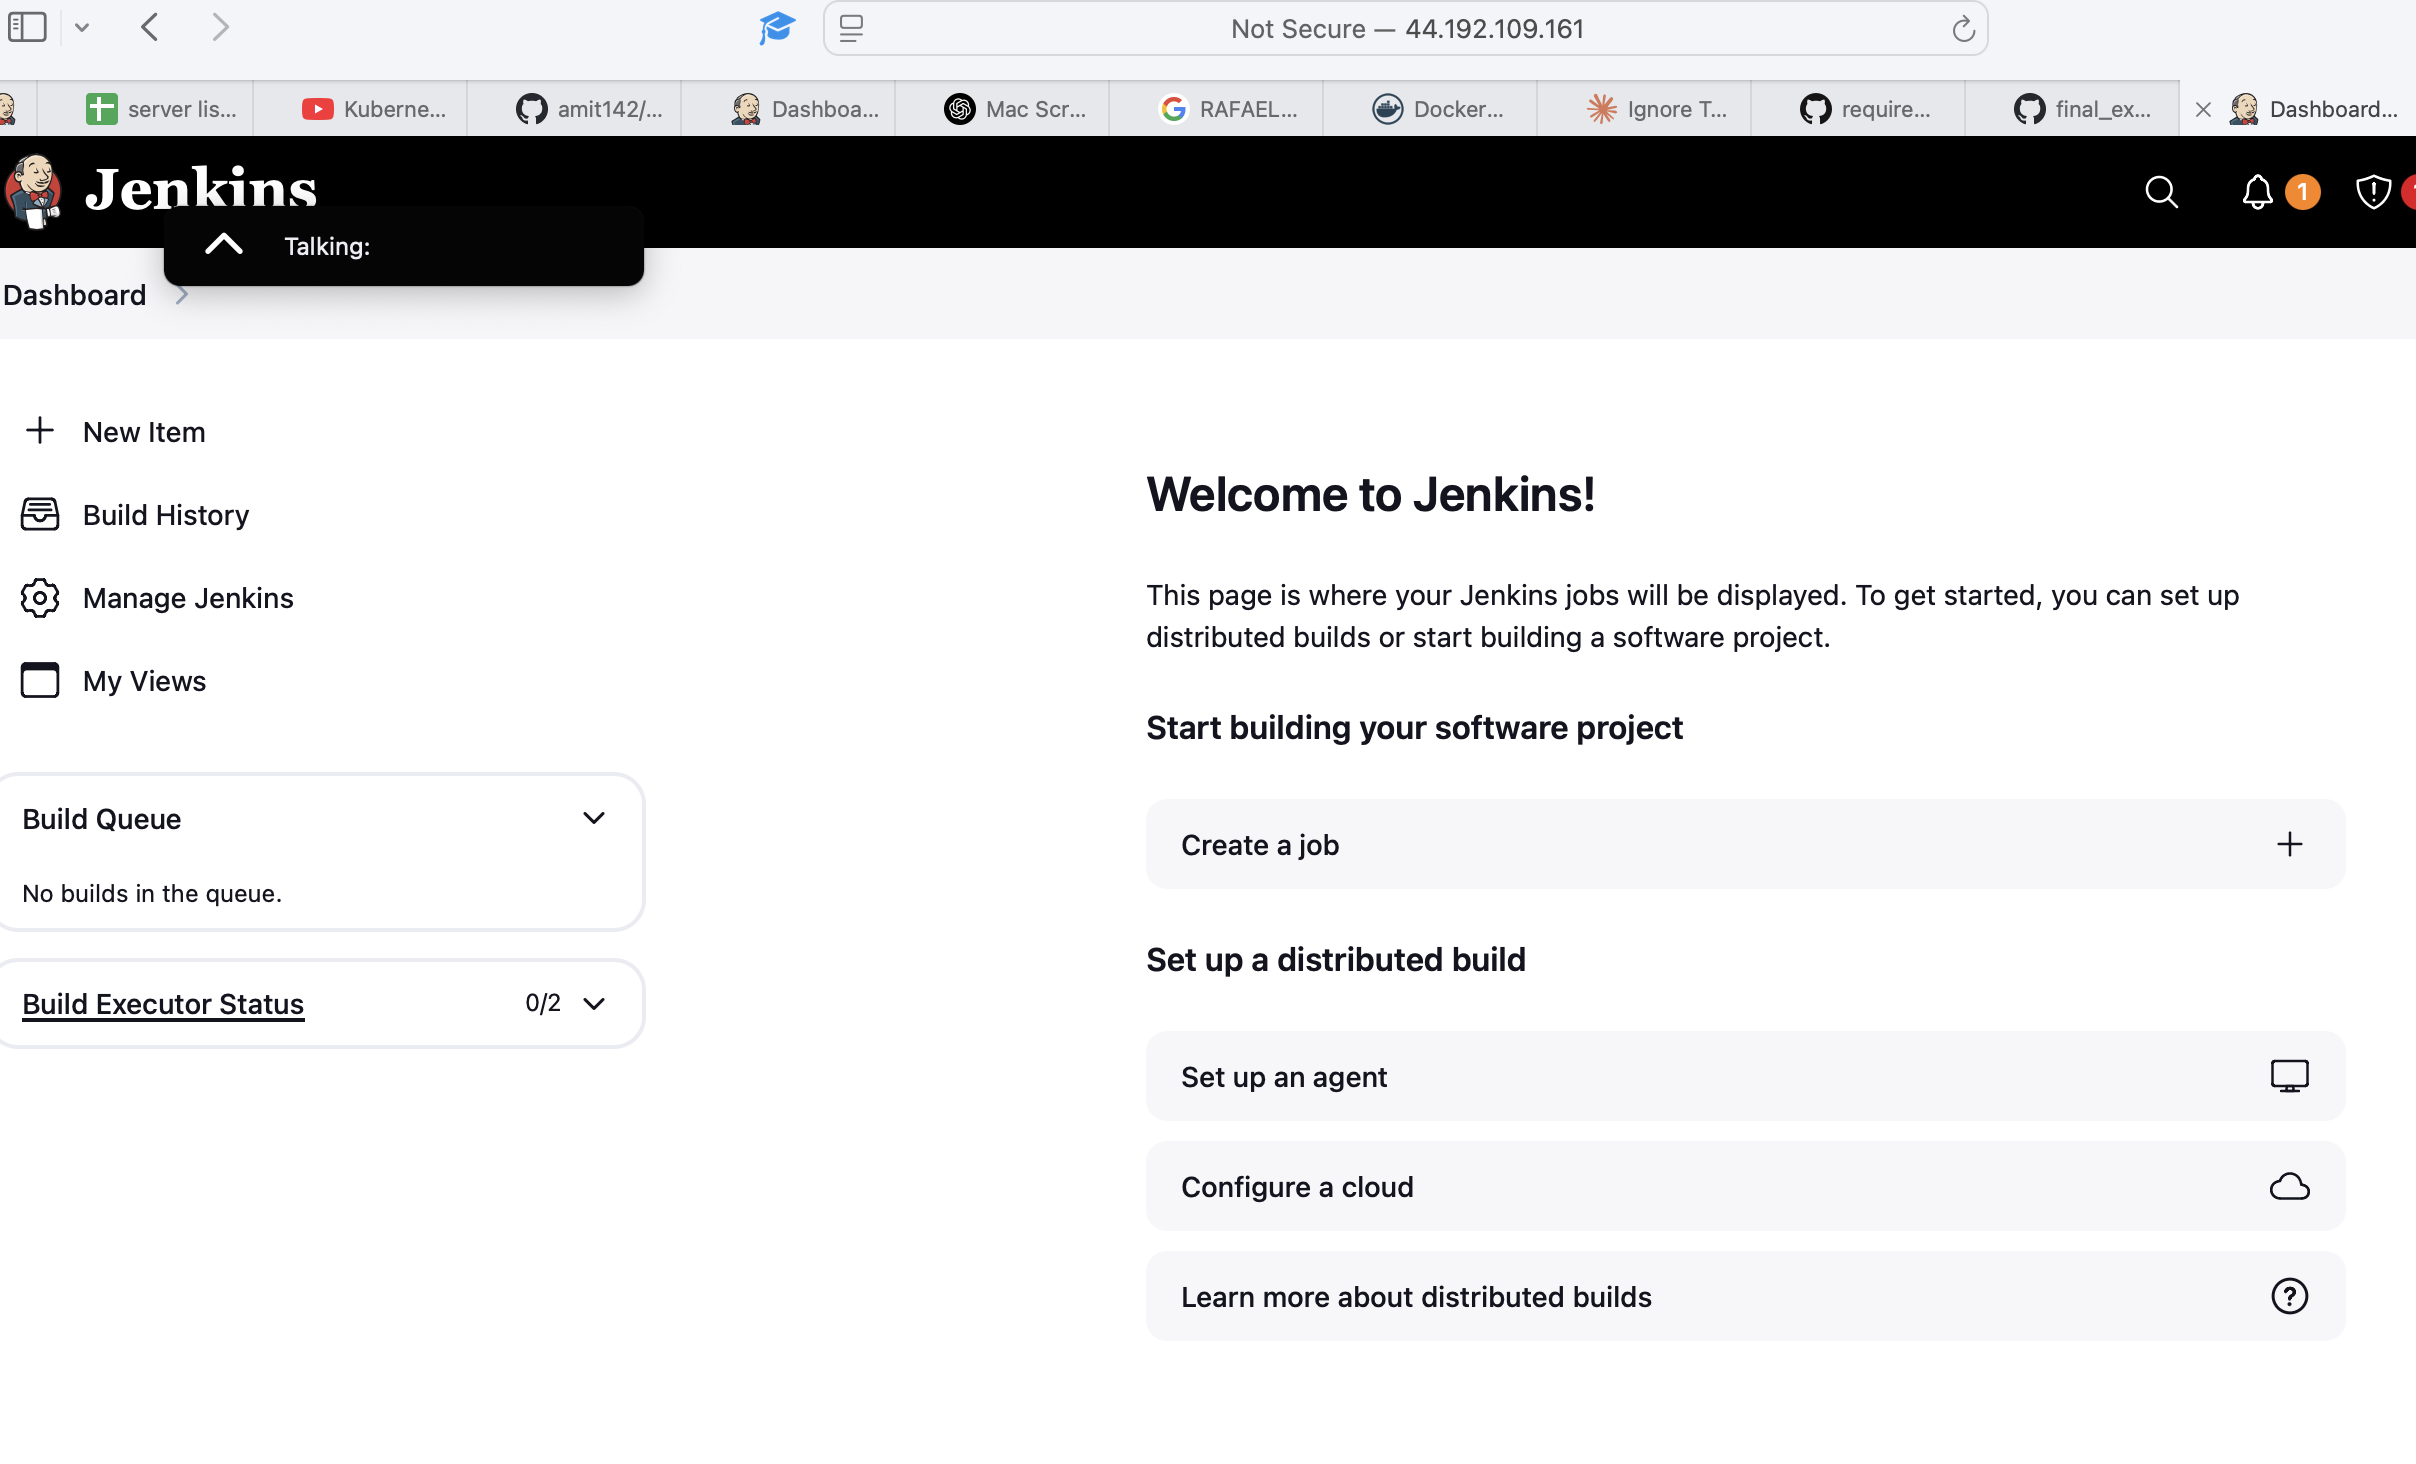 Not Secure — 44.192.109.161
server lis...
Kuberne...
amit142/...
Dashboa...
Mac Scr...
RAFAEL...
Docker...
Ignore T...
require...
final_ex...
Dashboard...
Jenkins
1
Talking:
Dashboard
New Item
Build History
Manage Jenkins
My Views
Build Queue
No builds in the queue.
Build Executor Status
0/2
Welcome to Jenkins!
This page is where your Jenkins jobs will be displayed. To get started, you can set up
distributed builds or start building a software project.
Start building your software project
Create a job
Set up a distributed build
Set up an agent
Configure a cloud
Learn more about distributed builds